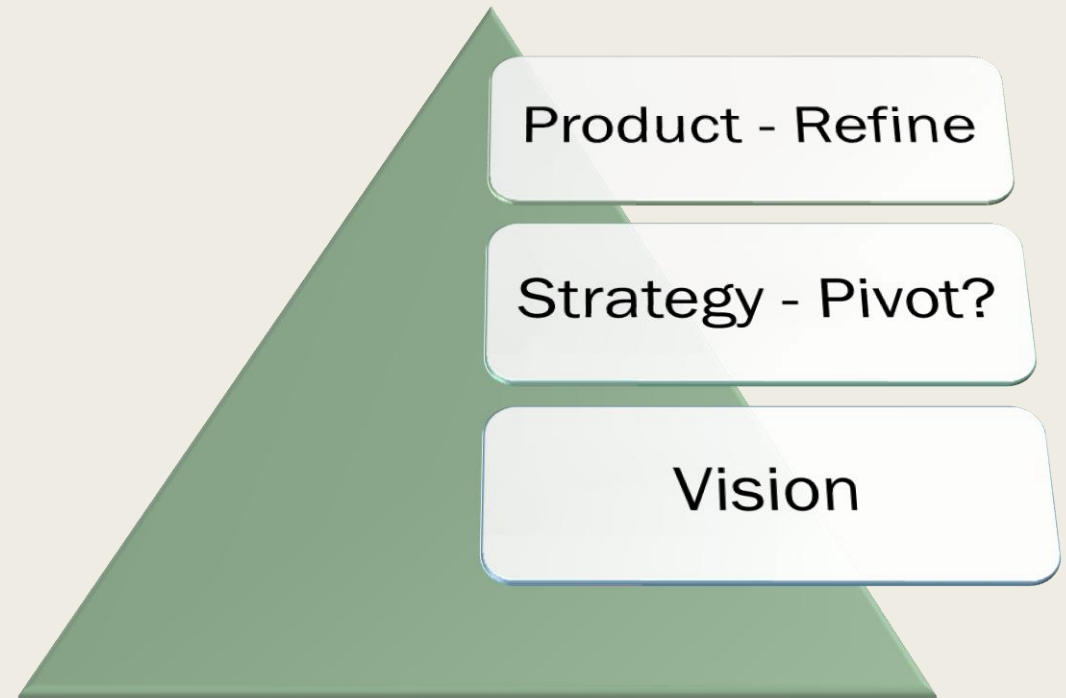 Product - Refine
Strategy - Pivot?
Vision